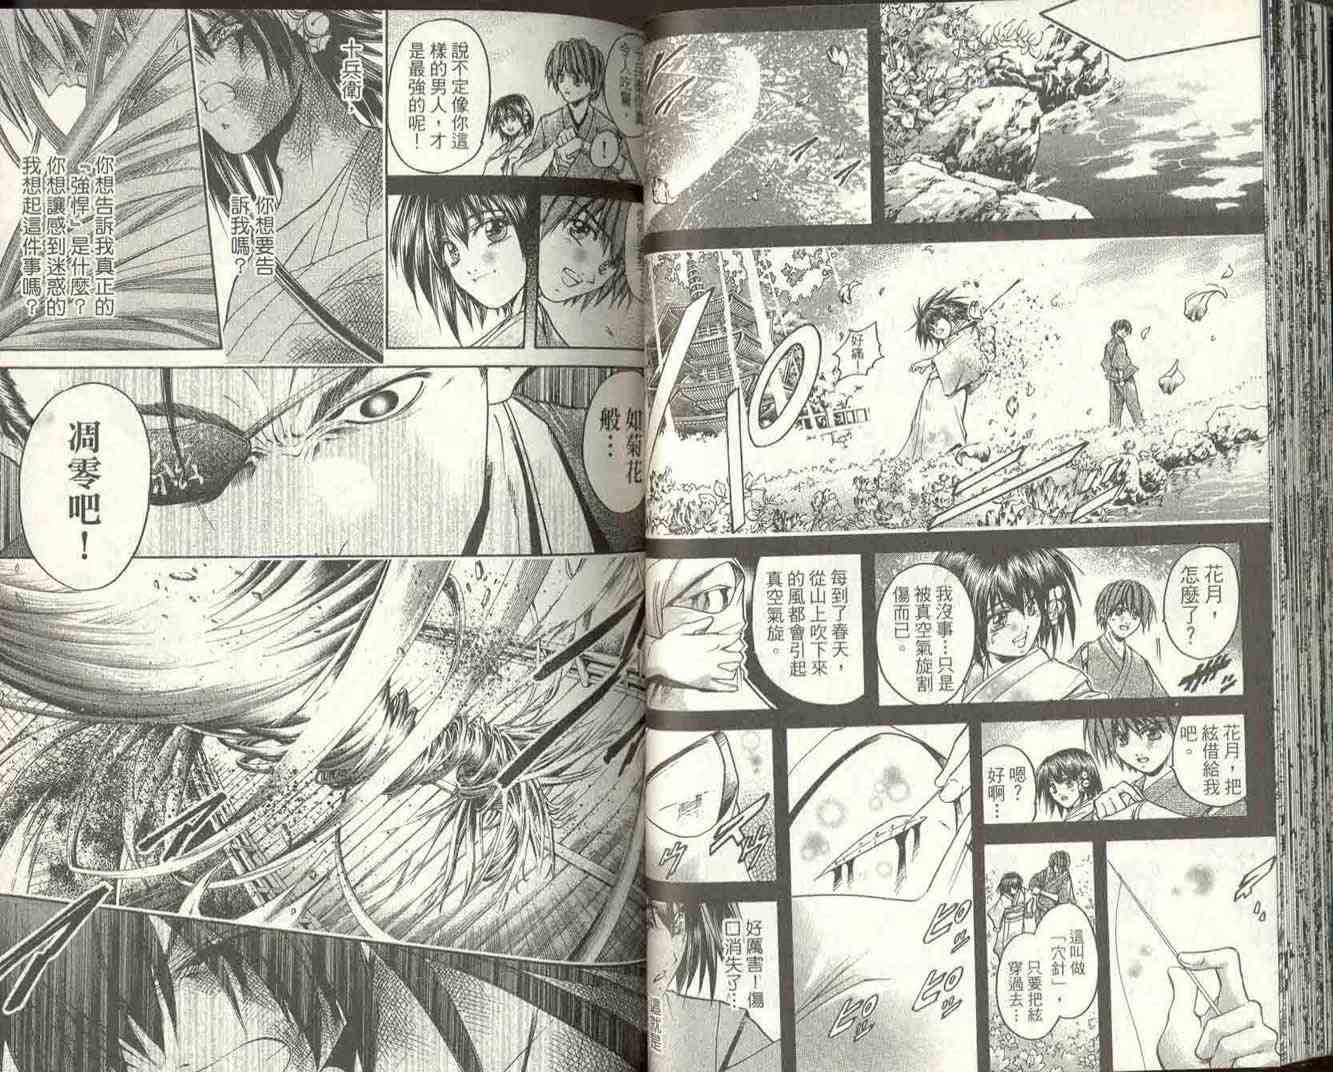 好痛—
花月，
怎麼了？
我沒事…只是
被真空氣旋割
傷而已。
每到了春天，
從山上吹下來
的風都會引起
真空氣旋。
花月，把
絃借給我
吧。
嗯？
好啊…
這叫做
「穴針」，
只要把絃
穿過去…
ピ
ピ
ピ
好厲害！傷
口消失了…
令人吃驚
！
說不定像你這
樣的男人，才
是最強的呢！
十兵衛…
你想要告
訴我嗎？
你想告訴我真正的
「強悍」是什麼？
你想讓感到迷惑的
我想起這件事嗎？
如菊花
般…
凋零吧！